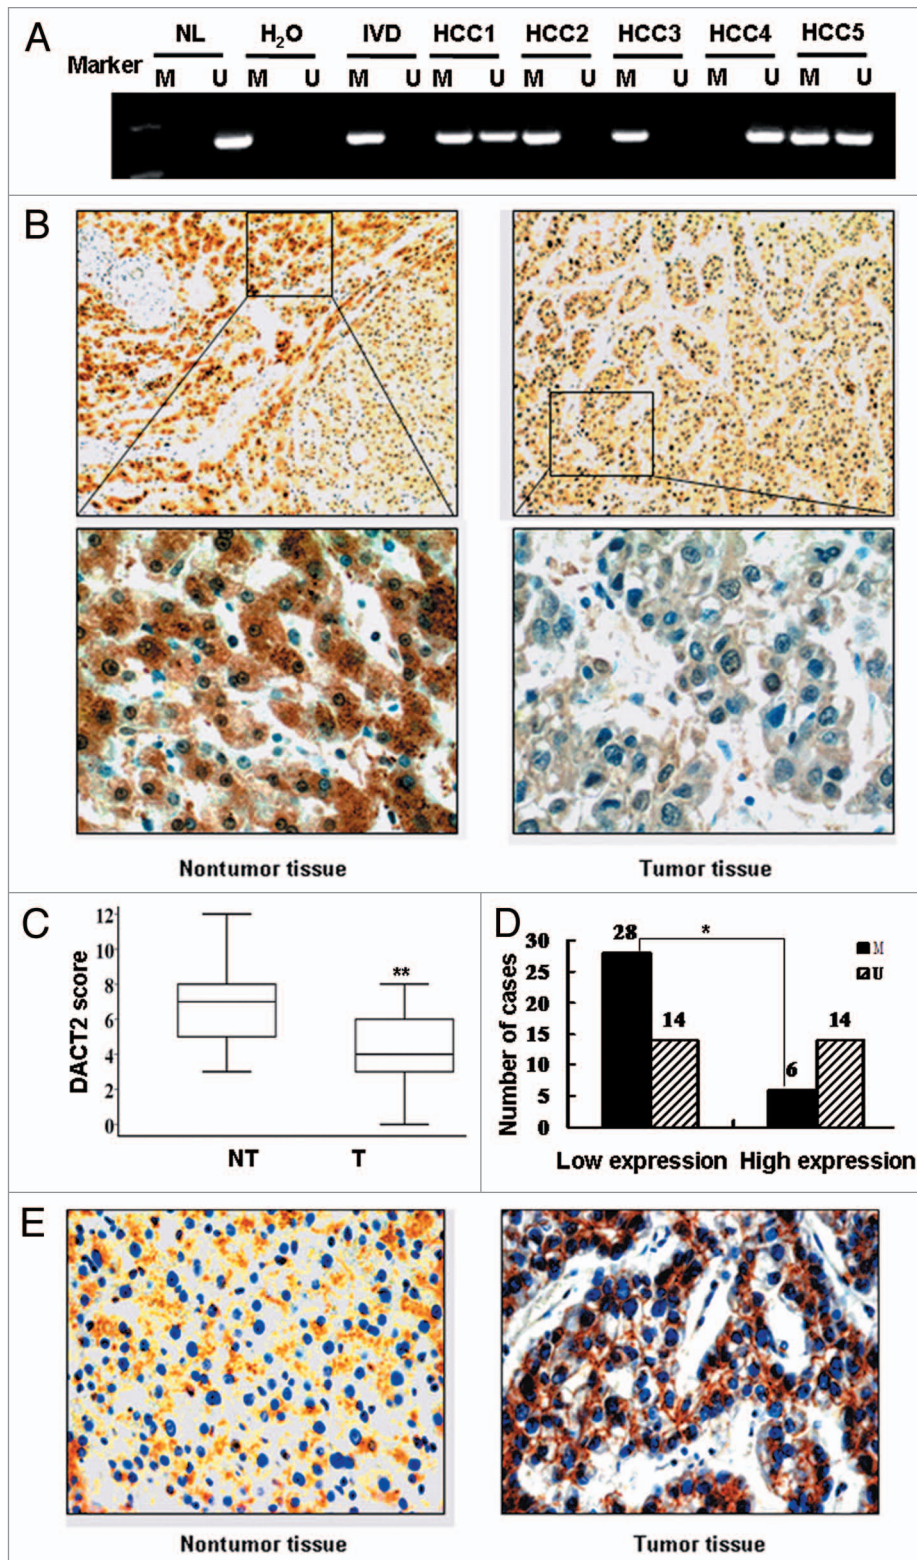 A
NL H₂O IVD HCC1 HCC2 HCC3 HCC4 HCC5
Marker
M U M U M U M U M U M U M U M U
B
Nontumor tissue Tumor tissue
C
DACT2 score
12
10
8
6
4
2
0
**
NT T
D
Number of cases
30
25
20
15
10
5
0
28
*
14
6
14
M
U
Low expression High expression
E
Nontumor tissue Tumor tissue